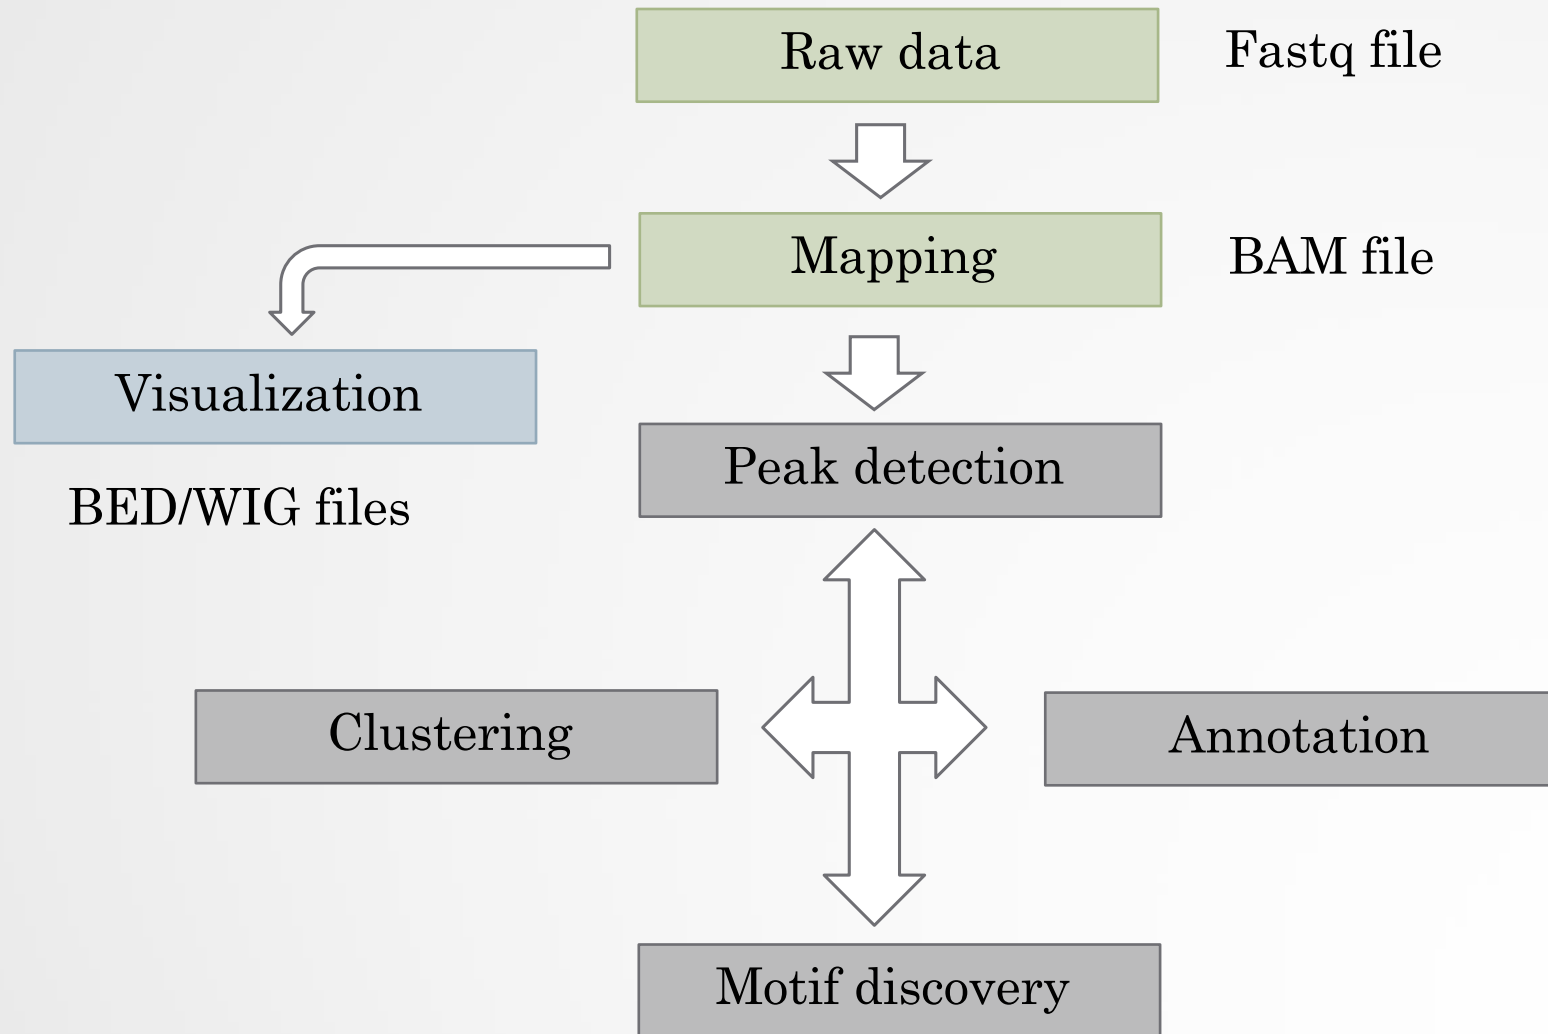 Raw data
Fastq file
Mapping
BAM file
Visualization
Peak detection
BED/WIG files
Clustering
Annotation
Motif discovery